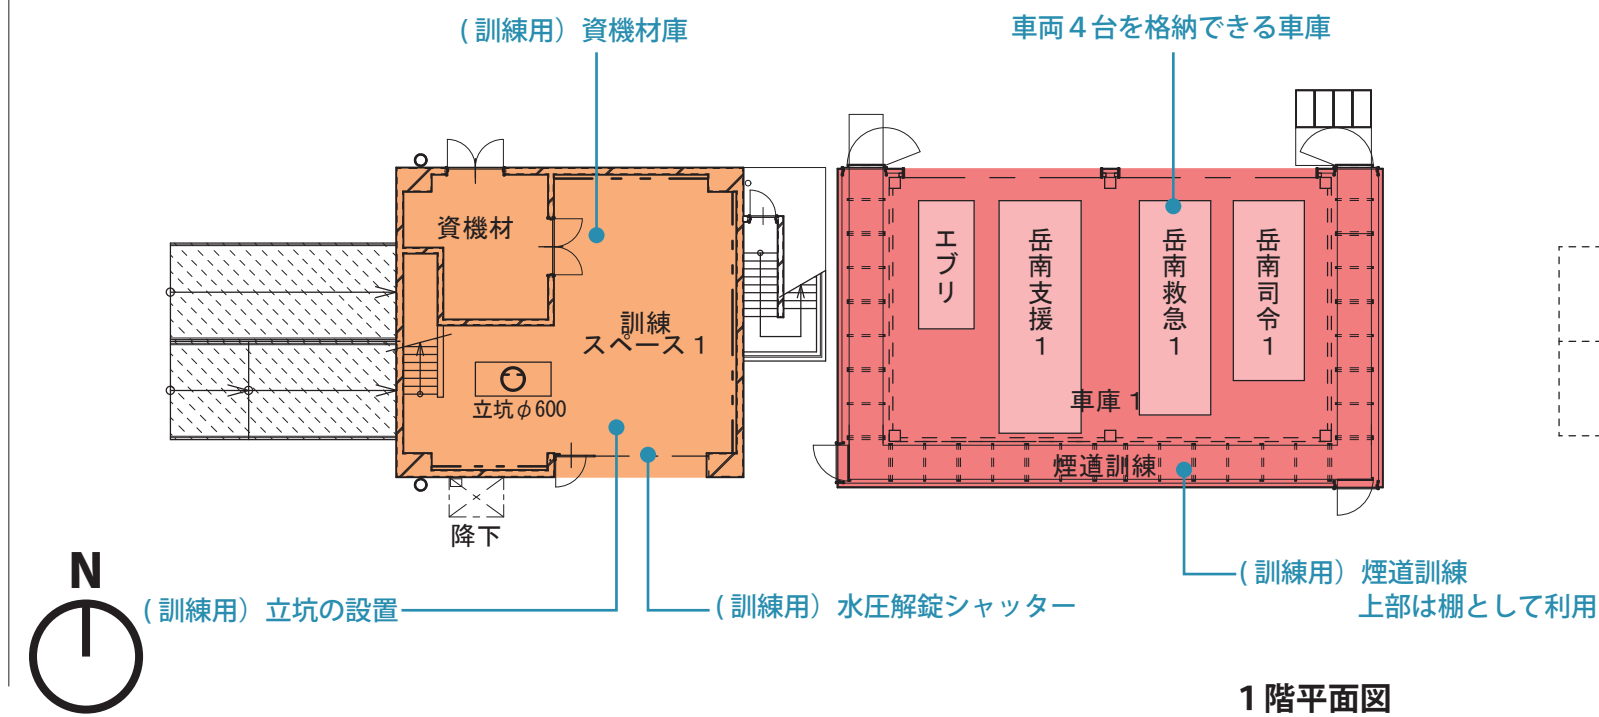 (訓練用）資機材庫
車両４台を格納できる車庫
資機材
訓練
スペース１
立坑φ600
降下
エブリ
岳南支援１
岳南救急１
岳南司令１
車庫１
煙道訓練
N
(訓練用）立坑の設置
(訓練用）水圧解錠シャッター
(訓練用）煙道訓練
上部は棚として利用
１階平面図